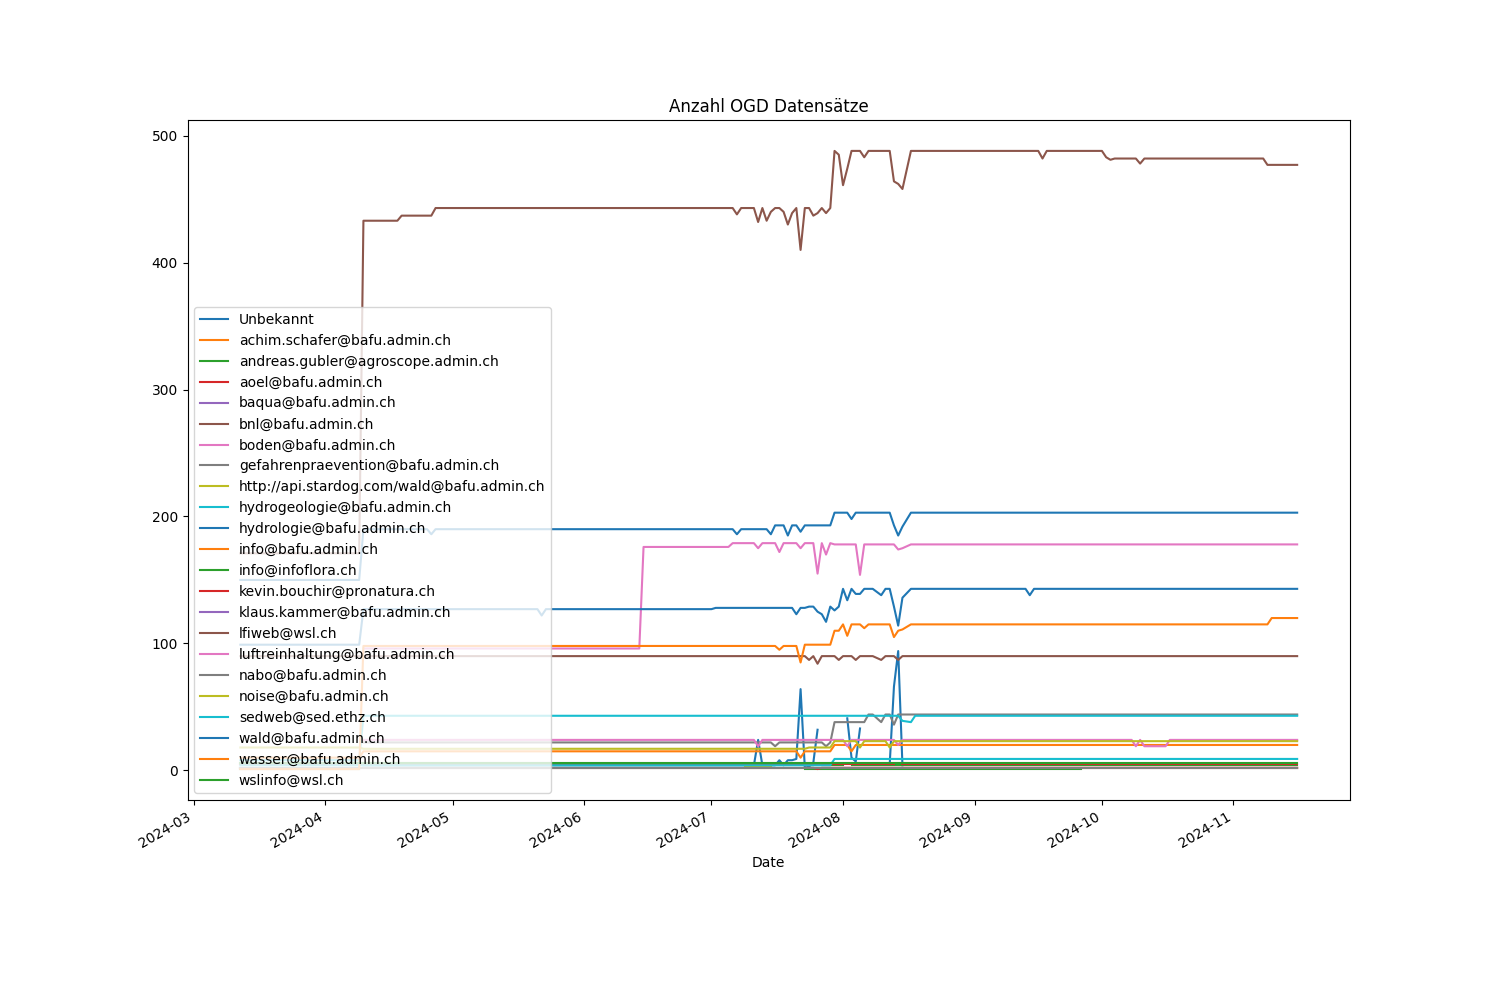 Anzahl OGD Datensätze
500
400
300
200
100
0
Unbekannt
achim.schafer@bafu.admin.ch
andreas.gubler@agroscope.admin.ch
aoel@bafu.admin.ch
baqua@bafu.admin.ch
bnl@bafu.admin.ch
boden@bafu.admin.ch
gefahrenpraevention@bafu.admin.ch
http://api.stardog.com/wald@bafu.admin.ch
hydrogeologie@bafu.admin.ch
hydrologie@bafu.admin.ch
info@bafu.admin.ch
info@infoflora.ch
kevin.bouchir@pronatura.ch
klaus.kammer@bafu.admin.ch
lfiweb@wsl.ch
luftreinhaltung@bafu.admin.ch
nabo@bafu.admin.ch
noise@bafu.admin.ch
sedweb@sed.ethz.ch
wald@bafu.admin.ch
wasser@bafu.admin.ch
wslinfo@wsl.ch
2024-03
2024-04
2024-05
2024-06
2024-07
2024-08
2024-09
2024-10
2024-11
Date